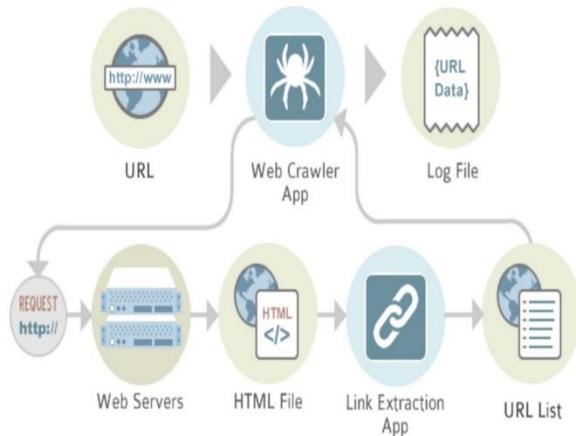 http://www
{URL
Data}
URL
Web Crawler
App
Log File
REQUEST
http://
HTML
</>
Web Servers
HTML File
Link Extraction
App
URL List